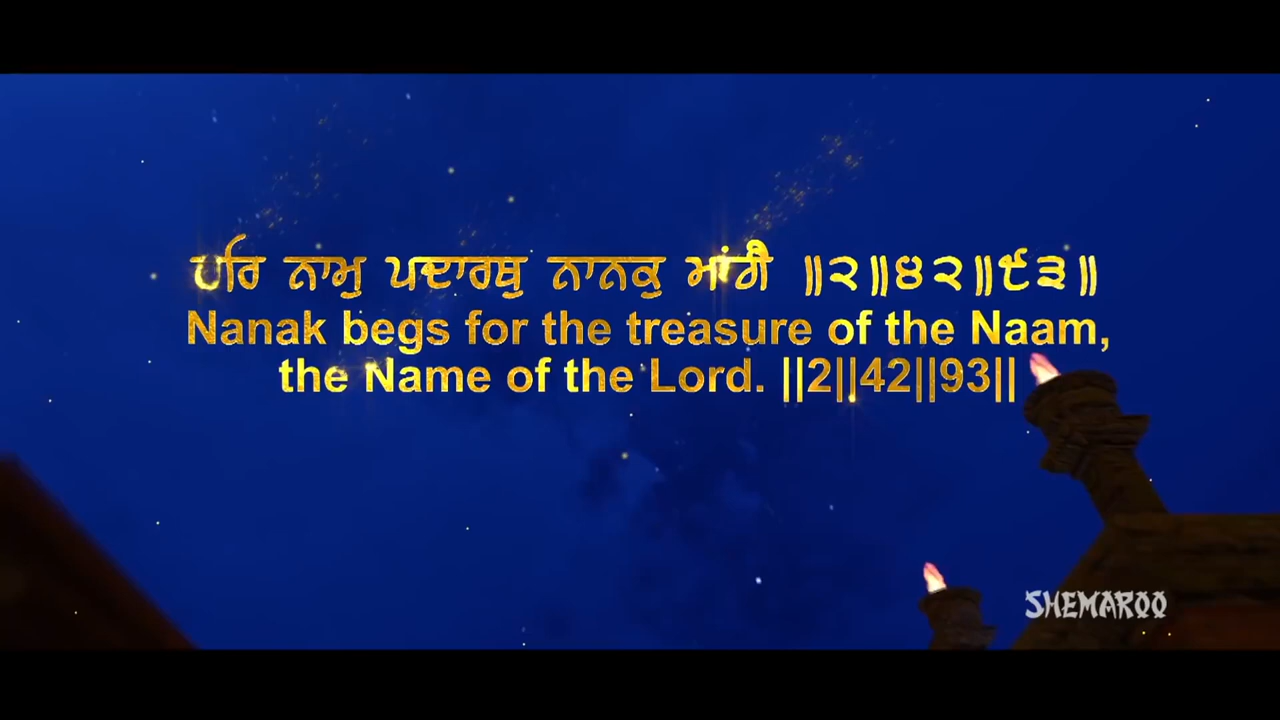 ਹਰਿ ਨਾਮੁ ਪਦਾਰਥੁ ਨਾਨਕੁ ਮਾਂਗੈ ॥੨॥੪੨॥੯੩॥
Nanak begs for the treasure of the Naam,
the Name of the Lord. ||2||42||93||
SHEMAROO